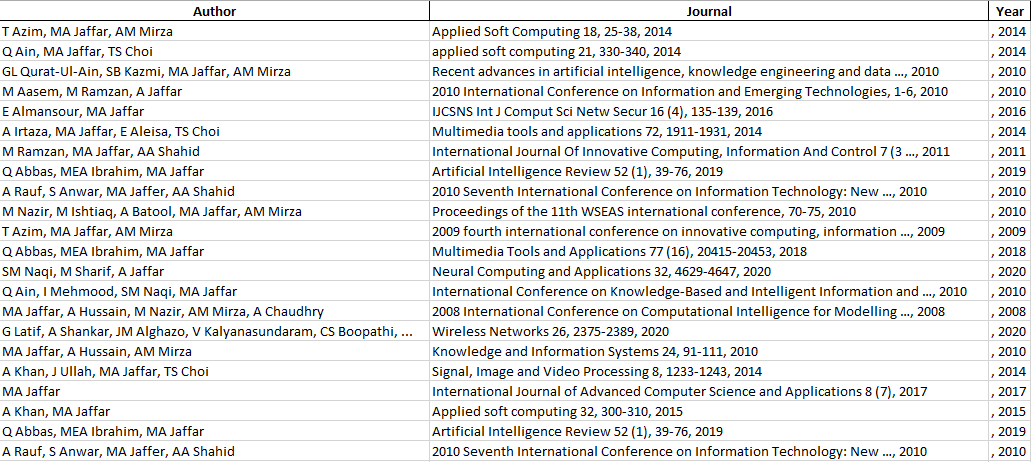 Author Journal Year
T Azim, MA Jaffar, AM Mirza Applied Soft Computing 18, 25-38, 2014 , 2014
Q Ain, MA Jaffar, TS Choi applied soft computing 21, 330-340, 2014 , 2014
GL Qurat-Ul-Ain, SB Kazmi, MA Jaffar, AM Mirza Recent advances in artificial intelligence, knowledge engineering and data …, 2010 , 2010
M Aasem, M Ramzan, A Jaffar 2010 International Conference on Information and Emerging Technologies, 1-6, 2010 , 2010
E Almansour, MA Jaffar IJCSNS Int J Comput Sci Netw Secur 16 (4), 135-139, 2016 , 2016
A Irtaza, MA Jaffar, E Aleisa, TS Choi Multimedia tools and applications 72, 1911-1931, 2014 , 2014
M Ramzan, MA Jaffar, AA Shahid International Journal Of Innovative Computing, Information And Control 7 (3 …, 2011 , 2011
Q Abbas, MEA Ibrahim, MA Jaffar Artificial Intelligence Review 52 (1), 39-76, 2019 , 2019
A Rauf, S Anwar, MA Jaffer, AA Shahid 2010 Seventh International Conference on Information Technology: New …, 2010 , 2010
M Nazir, M Ishtiaq, A Batool, MA Jaffar, AM Mirza Proceedings of the 11th WSEAS international conference, 70-75, 2010 , 2010
T Azim, MA Jaffar, AM Mirza 2009 fourth international conference on innovative computing, information …, 2009 , 2009
Q Abbas, MEA Ibrahim, MA Jaffar Multimedia Tools and Applications 77 (16), 20415-20453, 2018 , 2018
SM Naqi, M Sharif, A Jaffar Neural Computing and Applications 32, 4629-4647, 2020 , 2020
Q Ain, I Mehmood, SM Naqi, MA Jaffar International Conference on Knowledge-Based and Intelligent Information and …, 2010 , 2010
MA Jaffar, A Hussain, M Nazir, AM Mirza, A Chaudhry 2008 International Conference on Computational Intelligence for Modelling …, 2008 , 2008
G Latif, A Shankar, JM Alghazo, V Kalyanasundaram, CS Boopathi, ... Wireless Networks 26, 2375-2389, 2020 , 2020
MA Jaffar, A Hussain, AM Mirza Knowledge and Information Systems 24, 91-111, 2010 , 2010
A Khan, J Ullah, MA Jaffar, TS Choi Signal, Image and Video Processing 8, 1233-1243, 2014 , 2014
MA Jaffar International Journal of Advanced Computer Science and Applications 8 (7), 2017 , 2017
A Khan, MA Jaffar Applied soft computing 32, 300-310, 2015 , 2015
Q Abbas, MEA Ibrahim, MA Jaffar Artificial Intelligence Review 52 (1), 39-76, 2019 , 2019
A Rauf, S Anwar, MA Jaffer, AA Shahid 2010 Seventh International Conference on Information Technology: New …, 2010 , 2010